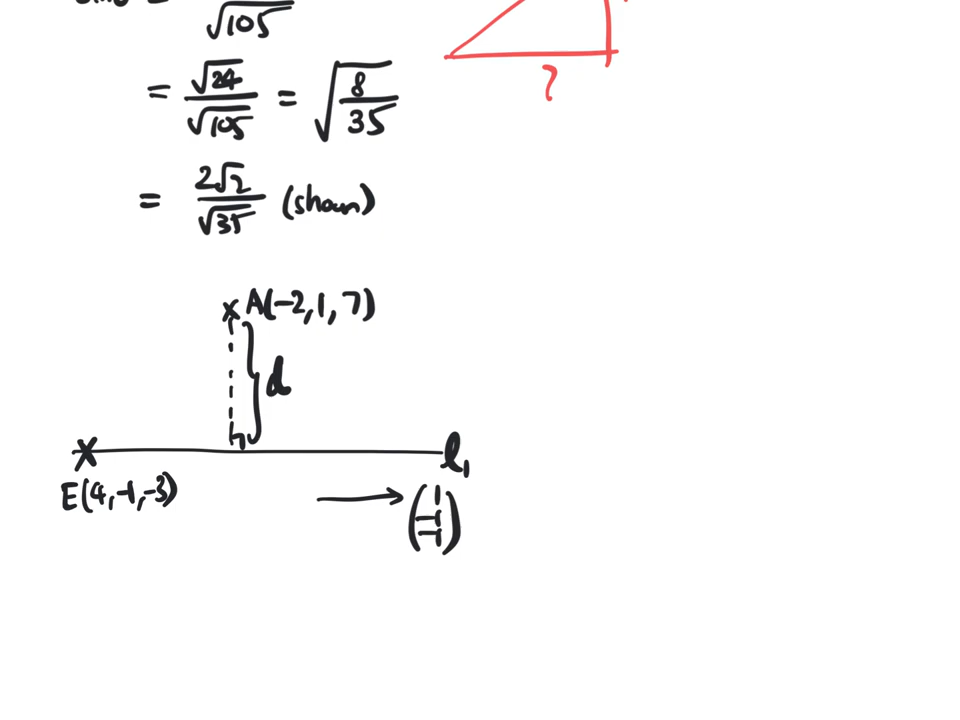 √105
?
= √24/√105 = √(8/35)
= 2√2/√35 (shown)
A(-2,1,7)
d
l₁
E(4,-1,-3)
(1 -1 -1)